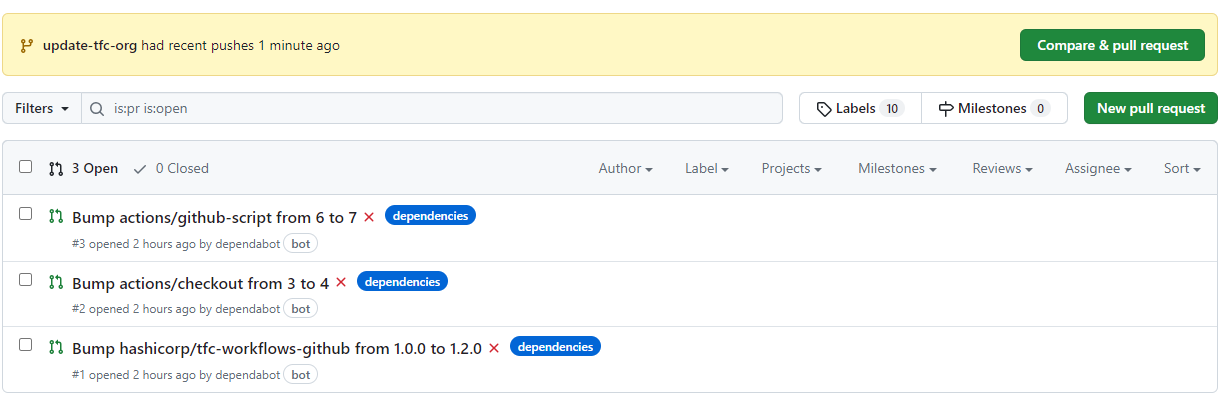 update-tfc-org had recent pushes 1 minute ago Compare & pull request
Filters is:pr is:open Labels 10 Milestones 0 New pull request
3 Open 0 Closed Author Label Projects Milestones Reviews Assignee Sort
Bump actions/github-script from 6 to 7 dependencies
#3 opened 2 hours ago by dependabot bot
Bump actions/checkout from 3 to 4 dependencies
#2 opened 2 hours ago by dependabot bot
Bump hashicorp/tfc-workflows-github from 1.0.0 to 1.2.0 dependencies
#1 opened 2 hours ago by dependabot bot